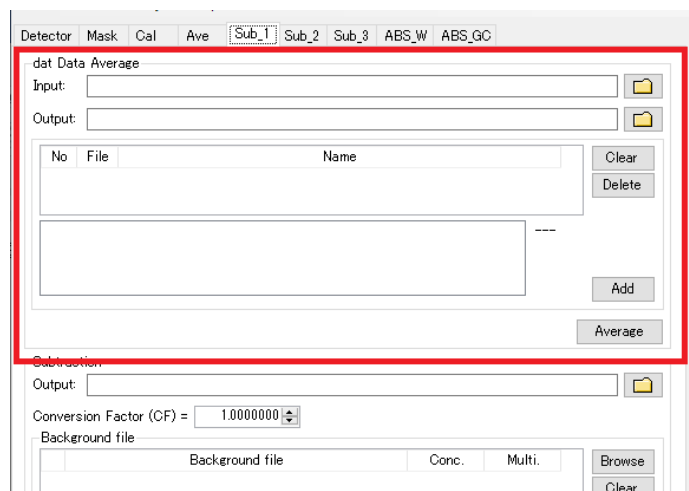 Detector Mask Cal Ave Sub_1 Sub_2 Sub_3 ABS_W ABS_GC
dat Data Average
Input:
Output:
No File Name
Clear
Delete
---
Add
Average
Subtraction
Output:
Conversion Factor (CF) = 1.0000000
Background file
Background file Conc. Multi. Browse
Clear